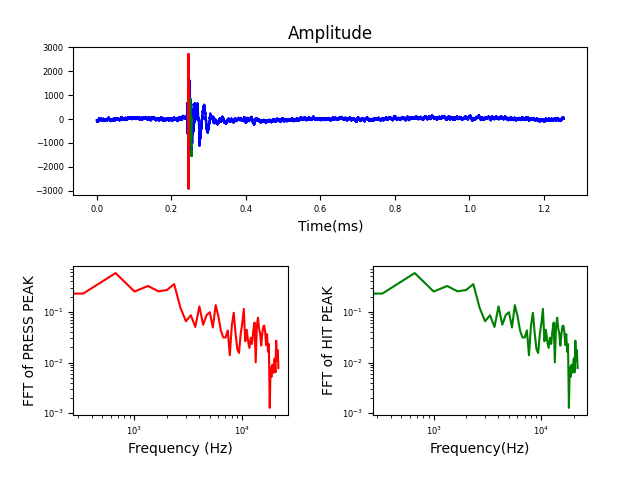 Amplitude
3000
2000
1000
0
−1000
−2000
−3000
0.0 0.2 0.4 0.6 0.8 1.0 1.2
Time(ms)
FFT of PRESS PEAK
10⁻¹
10⁻²
10⁻³
10³ 10⁴
Frequency (Hz)
FFT of HIT PEAK
10⁻¹
10⁻²
10⁻³
10³ 10⁴
Frequency(Hz)